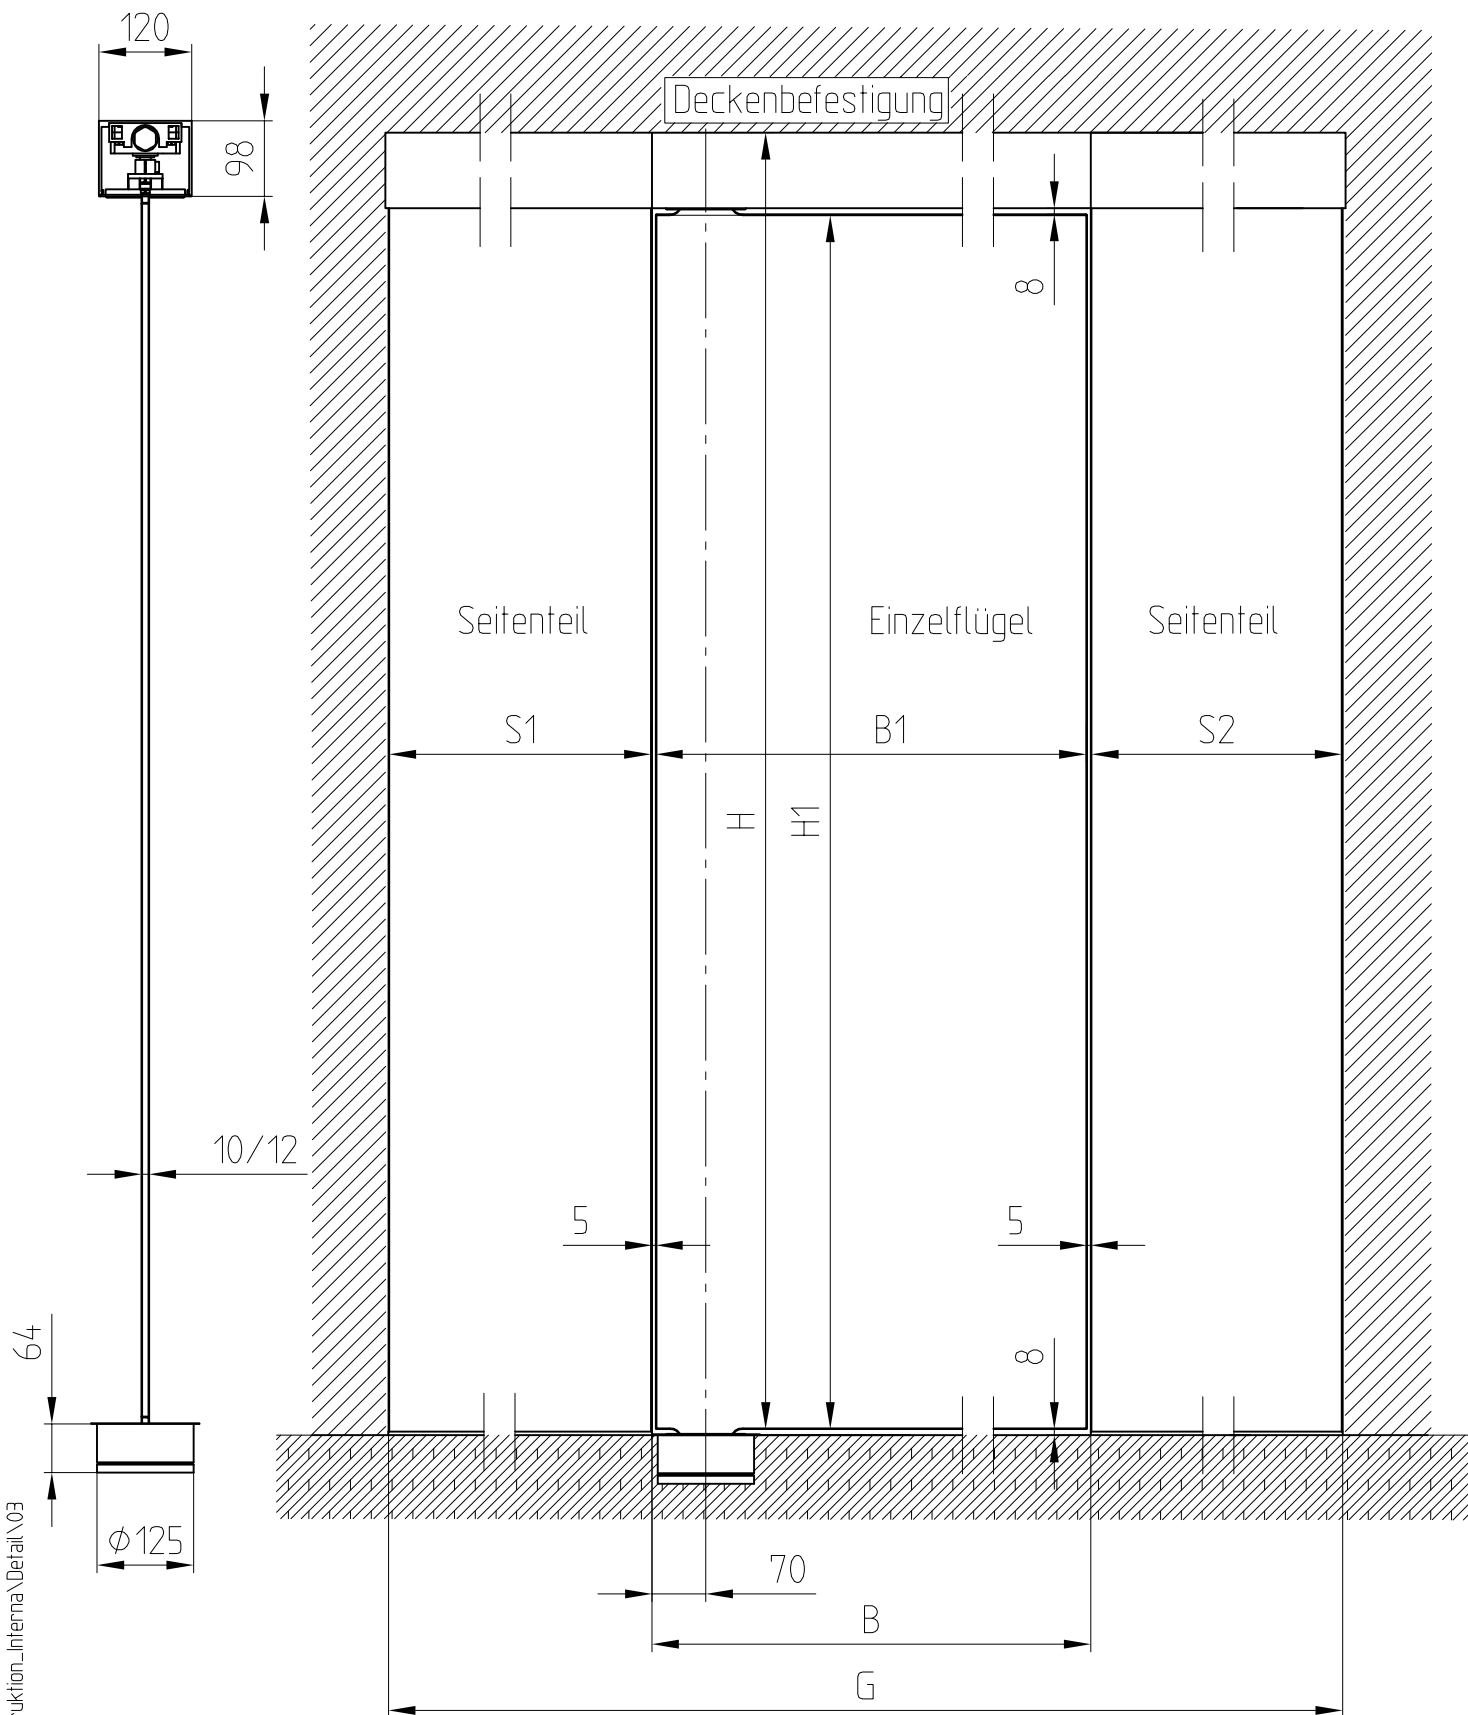 120
Deckenbefestigung
98
8
Seitenteil
Einzelflügel
Seitenteil
S1
B1
S2
H
H1
10/12
5
5
64
8
ϕ125
70
B
G
uktion_Interna\Detail\03